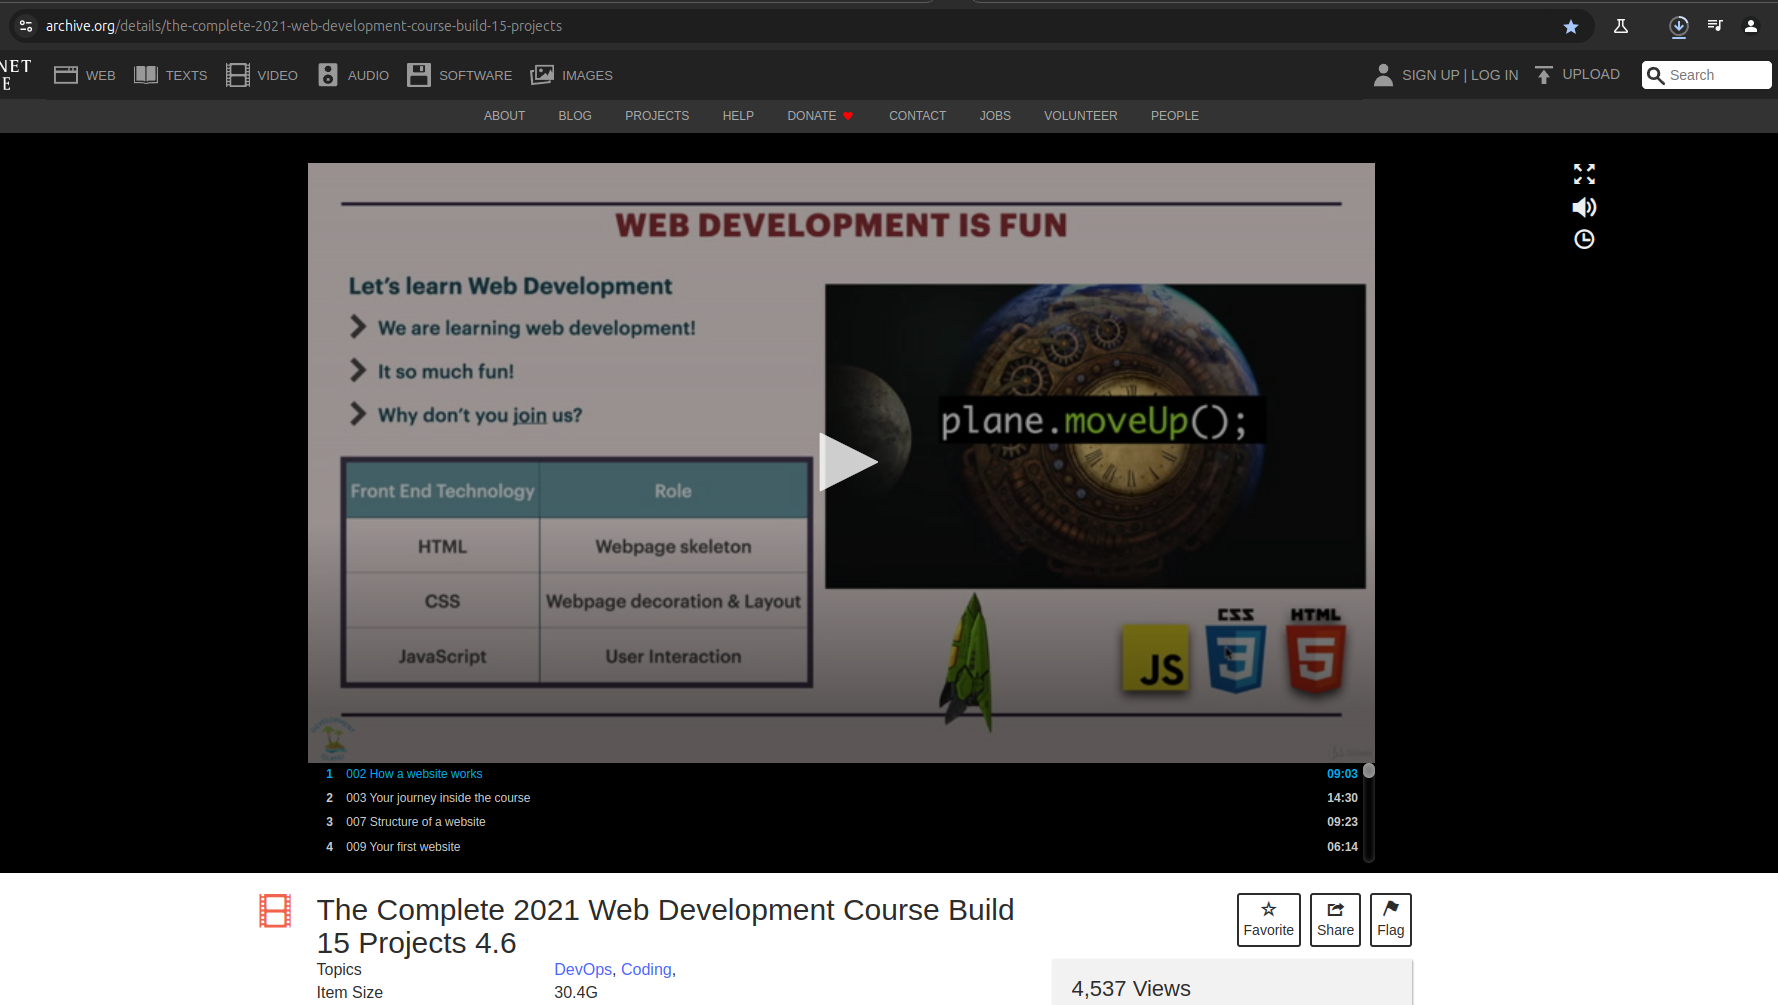 archive.org/details/the-complete-2021-web-development-course-build-15-projects
NET
E
WEB TEXTS VIDEO AUDIO SOFTWARE IMAGES
SIGN UP | LOG IN UPLOAD Search
ABOUT BLOG PROJECTS HELP DONATE CONTACT JOBS VOLUNTEER PEOPLE
WEB DEVELOPMENT IS FUN
Let's learn Web Development
We are learning web development!
It so much fun!
Why don't you join us?
plane.moveUp();
Front End Technology Role
HTML Webpage skeleton
CSS Webpage decoration & Layout
JavaScript User Interaction
JS
CSS
3
HTML
5
1 002 How a website works 09:03
2 003 Your journey inside the course 14:30
3 007 Structure of a website 09:23
4 009 Your first website 06:14
The Complete 2021 Web Development Course Build
15 Projects 4.6
Favorite Share Flag
Topics DevOps, Coding,
Item Size 30.4G
4,537 Views